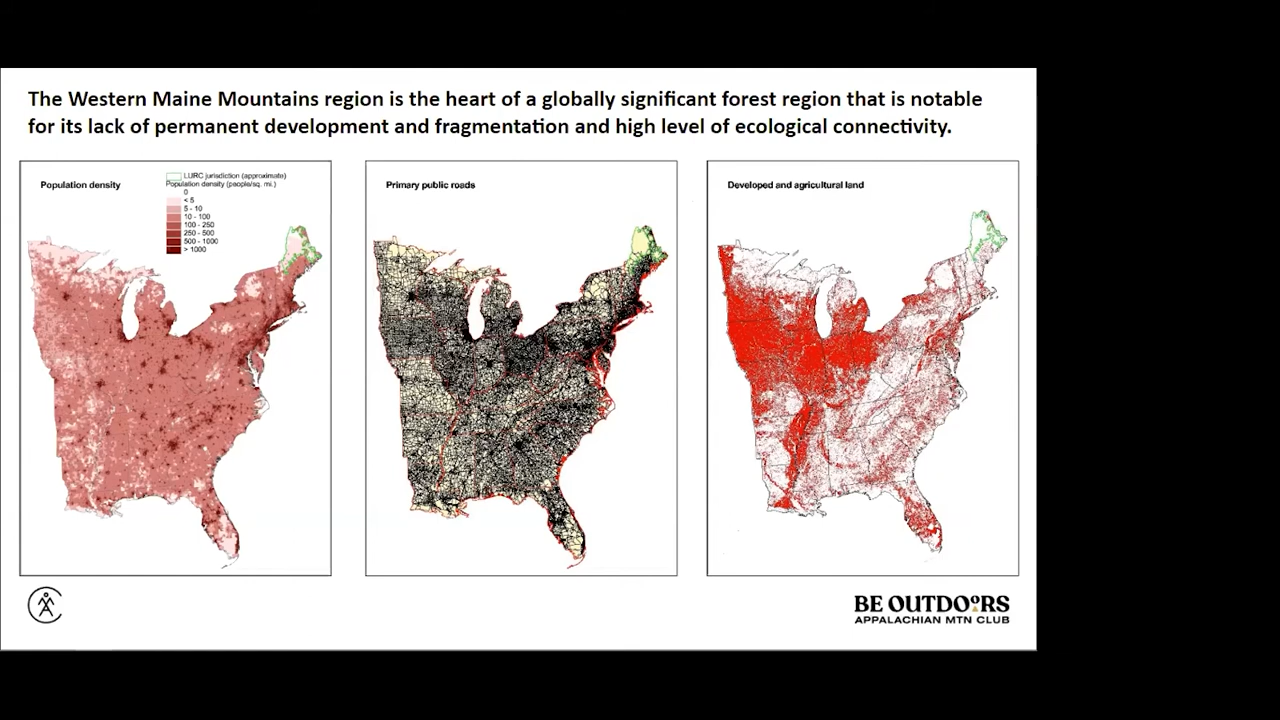 The Western Maine Mountains region is the heart of a globally significant forest region that is notable
for its lack of permanent development and fragmentation and high level of ecological connectivity.
Population density
LURC jurisdiction (approximate)
Population density (people/sq. mi.)
0
< 5
5 - 10
10 - 100
100 - 250
250 - 500
500 - 1000
> 1000
Primary public roads
Developed and agricultural land
BE OUTDOORS
APPALACHIAN MTN CLUB